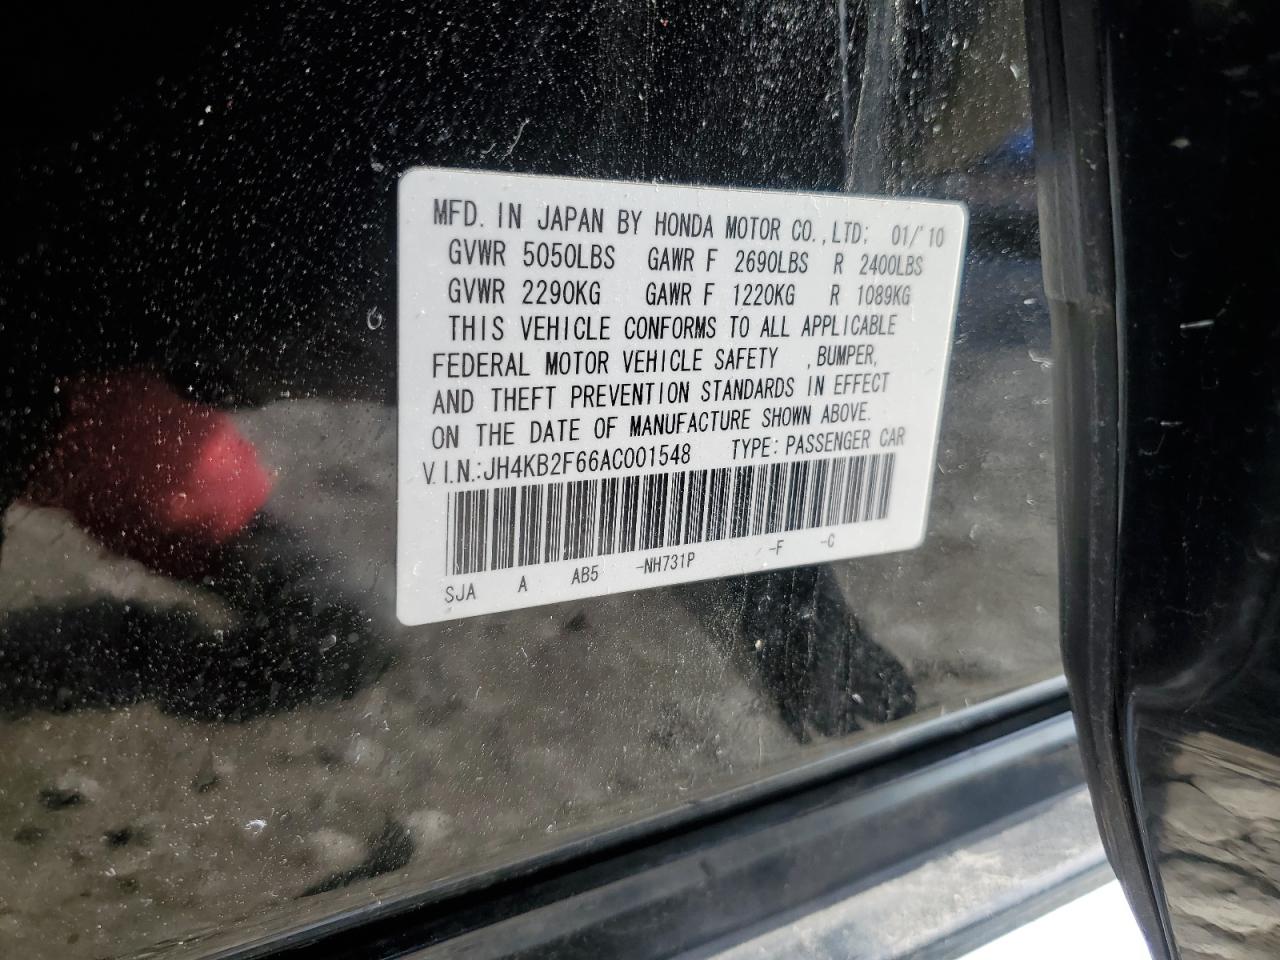 MFD. IN JAPAN BY HONDA MOTOR CO.,LTD; 01/'10
GVWR 5050LBS GAWR F 2690LBS R 2400LBS
GVWR 2290KG GAWR F 1220KG R 1089KG
THIS VEHICLE CONFORMS TO ALL APPLICABLE
FEDERAL MOTOR VEHICLE SAFETY ,BUMPER,
AND THEFT PREVENTION STANDARDS IN EFFECT
ON THE DATE OF MANUFACTURE SHOWN ABOVE.
V.I.N.:JH4KB2F66AC001548 TYPE:PASSENGER CAR
SJA A AB5 -NH731P -F -C